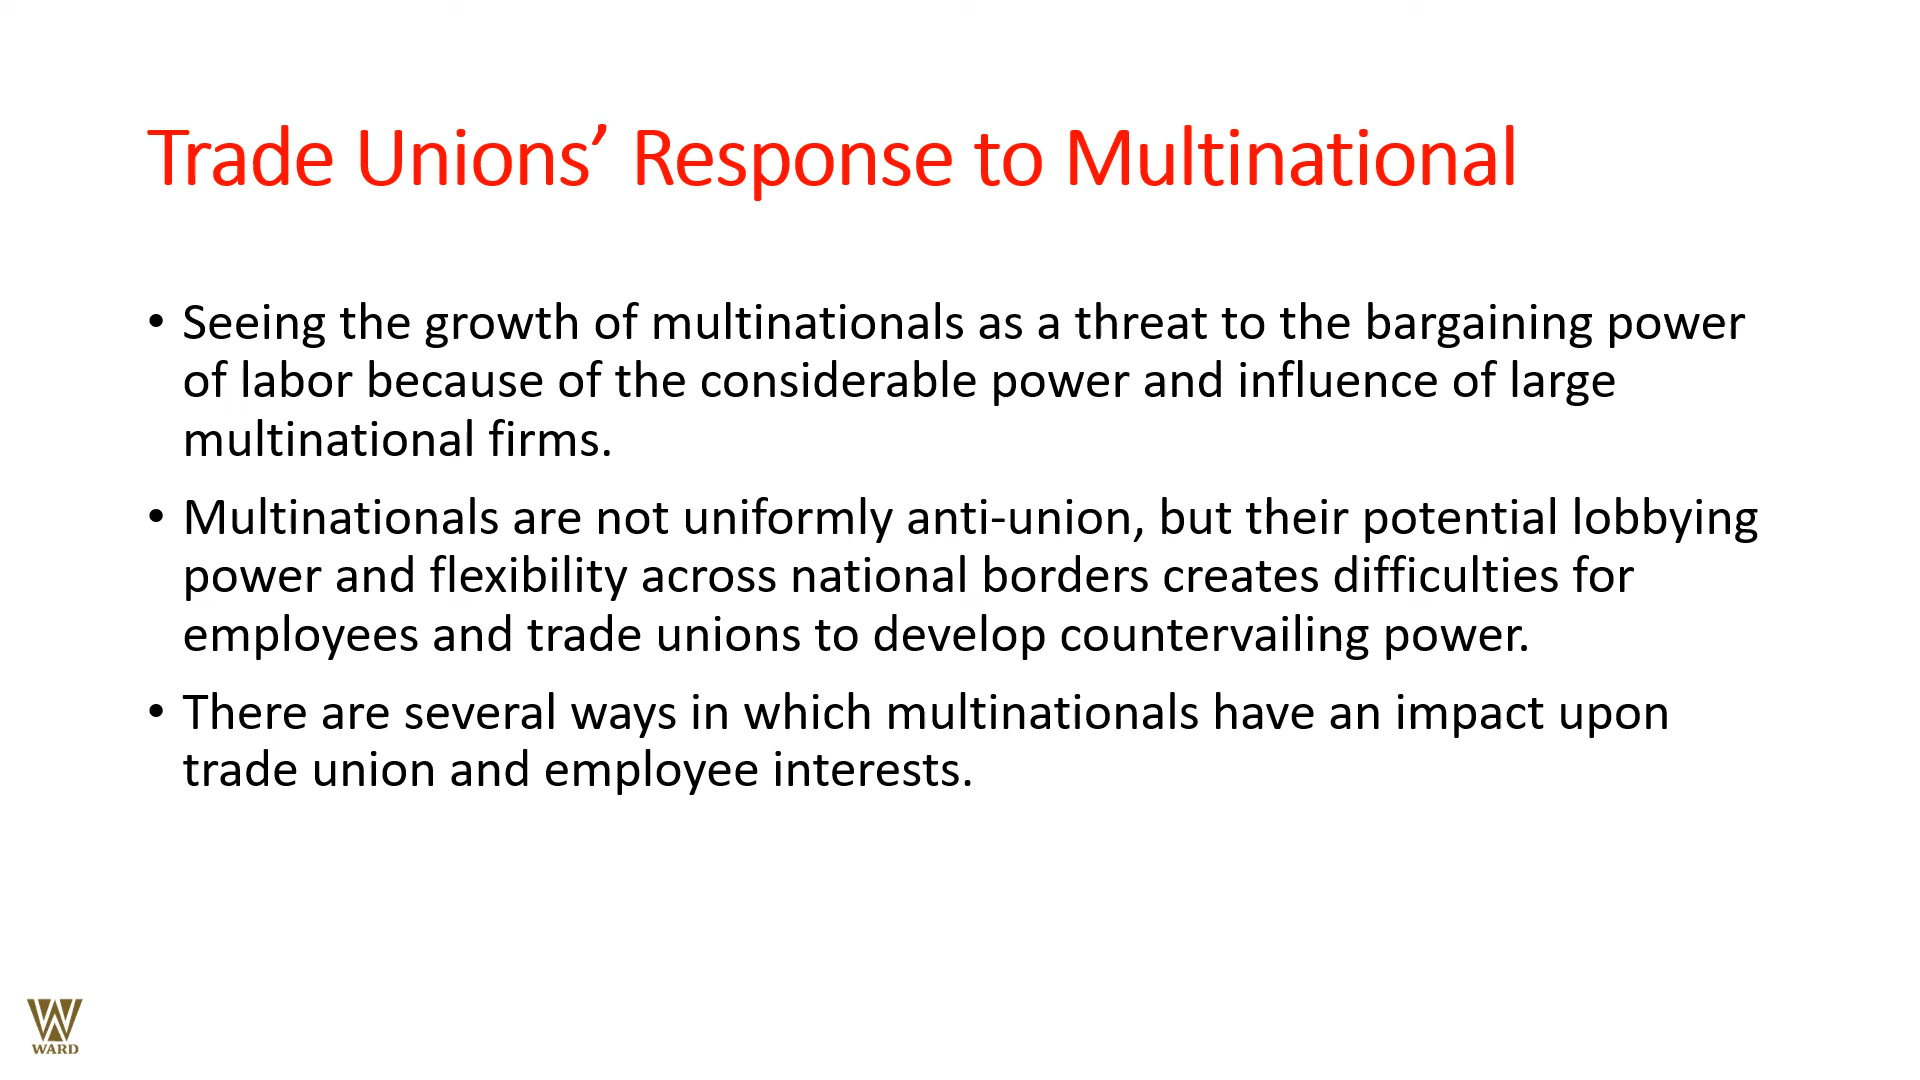 Trade Unions’ Response to Multinational
• Seeing the growth of multinationals as a threat to the bargaining power
of labor because of the considerable power and influence of large
multinational firms.
• Multinationals are not uniformly anti-union, but their potential lobbying
power and flexibility across national borders creates difficulties for
employees and trade unions to develop countervailing power.
• There are several ways in which multinationals have an impact upon
trade union and employee interests.
WARD